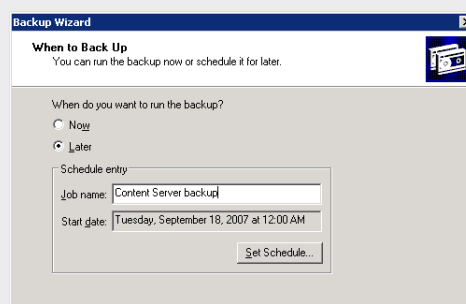 Backup Wizard
When to Back Up
You can run the backup now or schedule it for later.
When do you want to run the backup?
Now
Later
Schedule entry
Job name: Content Server backup
Start date: Tuesday, September 18, 2007 at 12:00 AM
Set Schedule...